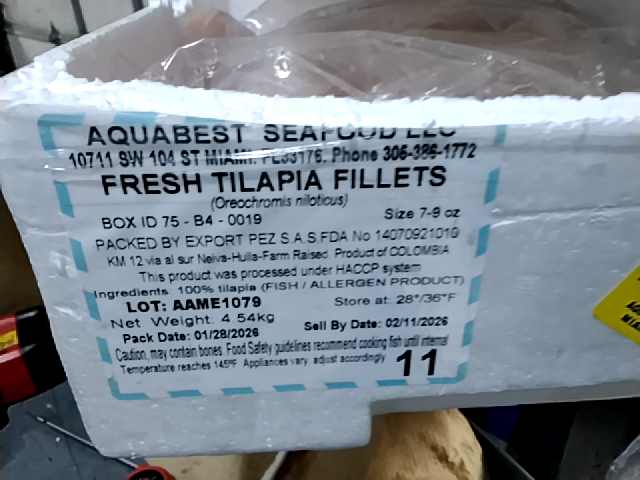 AQUABEST SEAFOOD LLC
10711 SW 104 ST MIAMI. FL33176. Phone 305-386-1772
FRESH TILAPIA FILLETS
(Oreochromis niloticus)
BOX ID 75 - B4 - 0019 Size 7-9 oz
PACKED BY EXPORT PEZ S.A.S.FDA No 14070921019
KM 12 via al sur Neiva-Huila-Farm Raised. Product of COLOMBIA
This product was processed under HACCP system
Ingredients: 100% tilapia (FISH / ALLERGEN PRODUCT)
LOT: AAME1079 Store at: 28°/36°F
Net Weight: 4.54kg
Pack Date: 01/28/2026 Sell By Date: 02/11/2026
Caution, may contain bones. Food Safety guidelines recommend cooking fish until internal
Temperature reaches 145ºF. Appliances vary, adjust accordingly
11